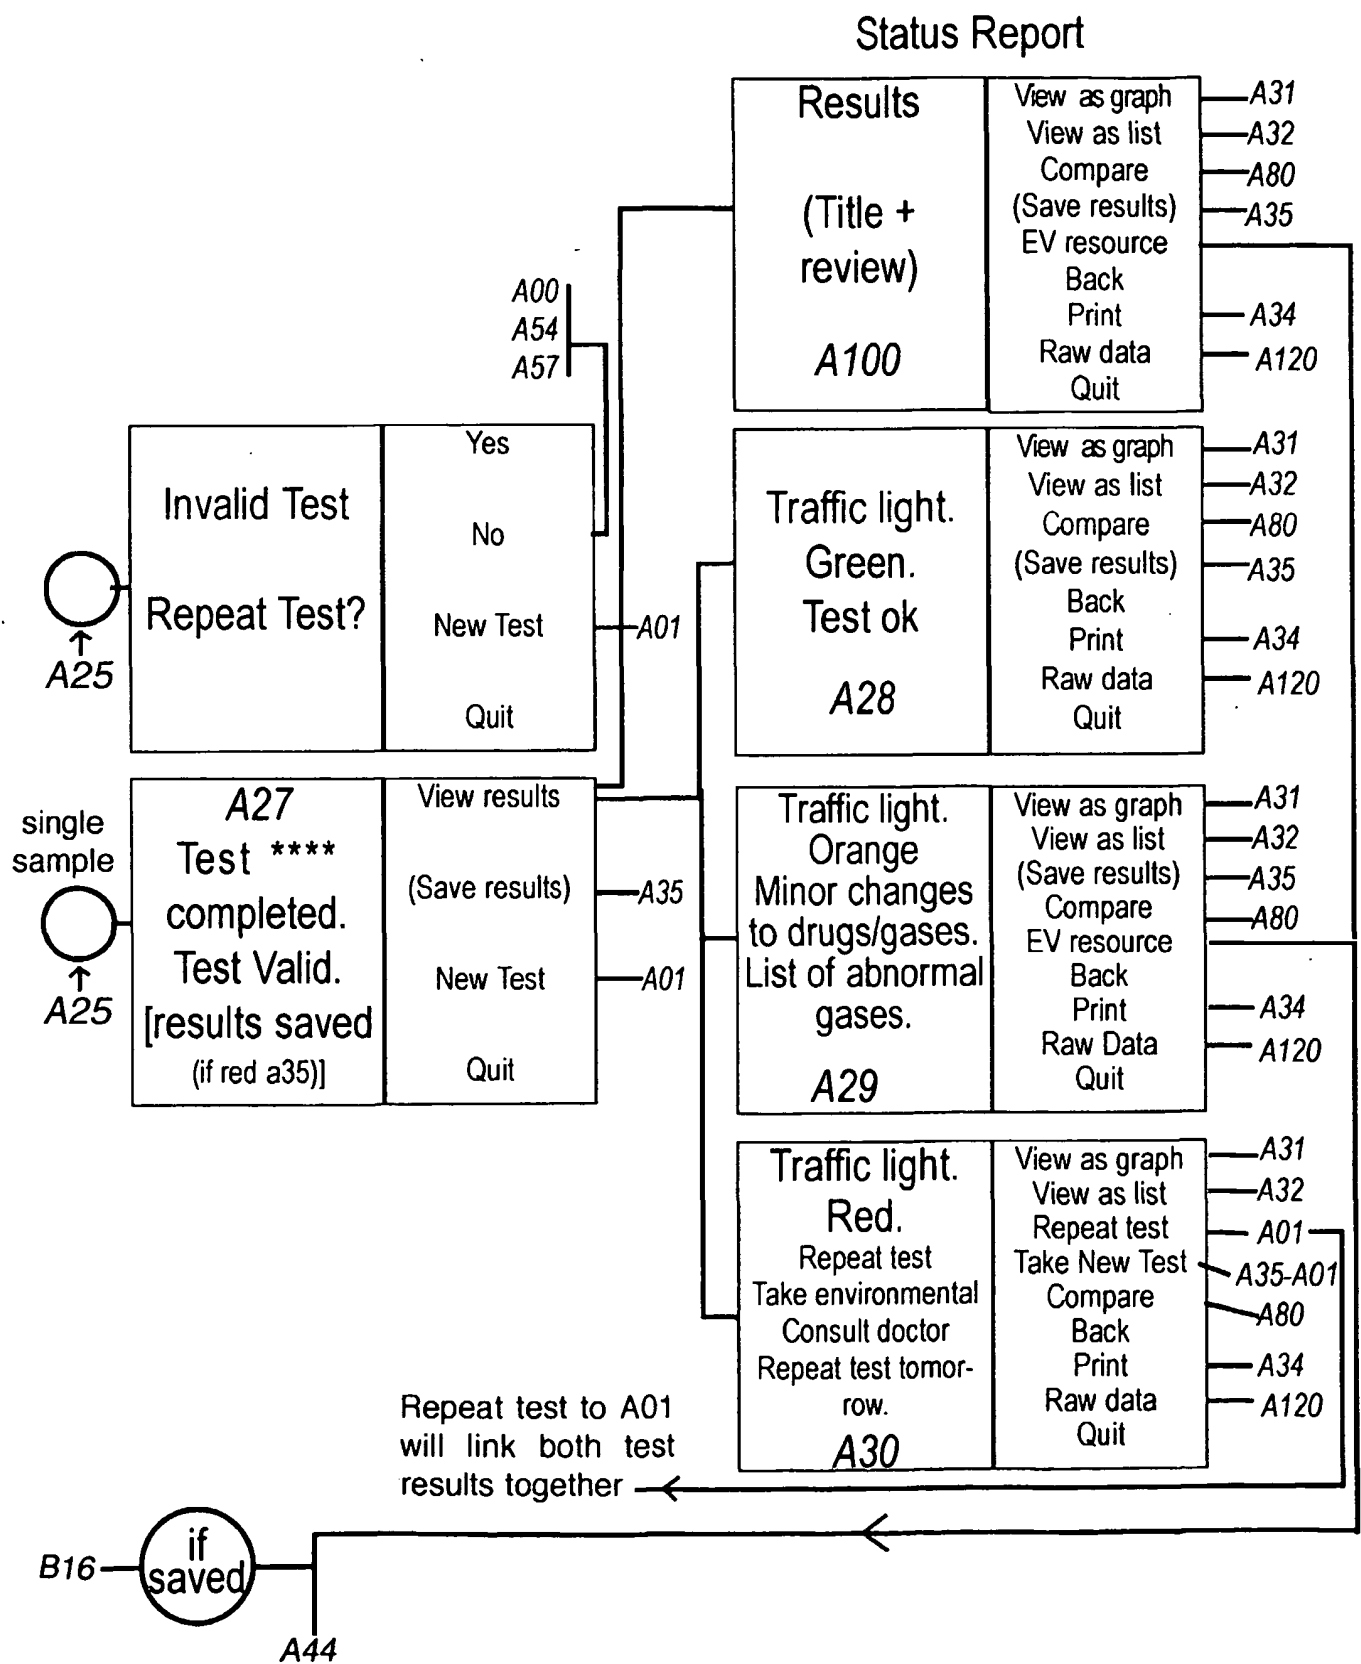 Status Report
Results
(Title +
review)
A100
View as graph
View as list
Compare
(Save results)
EV resource
Back
Print
Raw data
Quit
A31
A32
A80
A35
A34
A120
A00
A54
A57
Invalid Test
Repeat Test?
Yes
No
New Test
Quit
A01
A25
Traffic light.
Green.
Test ok
A28
View as graph
View as list
Compare
(Save results)
Back
Print
Raw data
Quit
A31
A32
A80
A35
A34
A120
single
sample
A25
A27
Test ****
completed.
Test Valid.
[results saved
(if red a35)]
View results
(Save results)
New Test
Quit
A35
A01
Traffic light.
Orange
Minor changes
to drugs/gases.
List of abnormal
gases.
A29
View as graph
View as list
(Save results)
Compare
EV resource
Back
Print
Raw Data
Quit
A31
A32
A35
A80
A34
A120
Traffic light.
Red.
Repeat test
Take environmental
Consult doctor
Repeat test tomor-
row.
A30
View as graph
View as list
Repeat test
Take New Test
Compare
Back
Print
Raw data
Quit
A31
A32
A01
A35-A01
A80
A34
A120
Repeat test to A01
will link both test
results together
B16
if
saved
A44